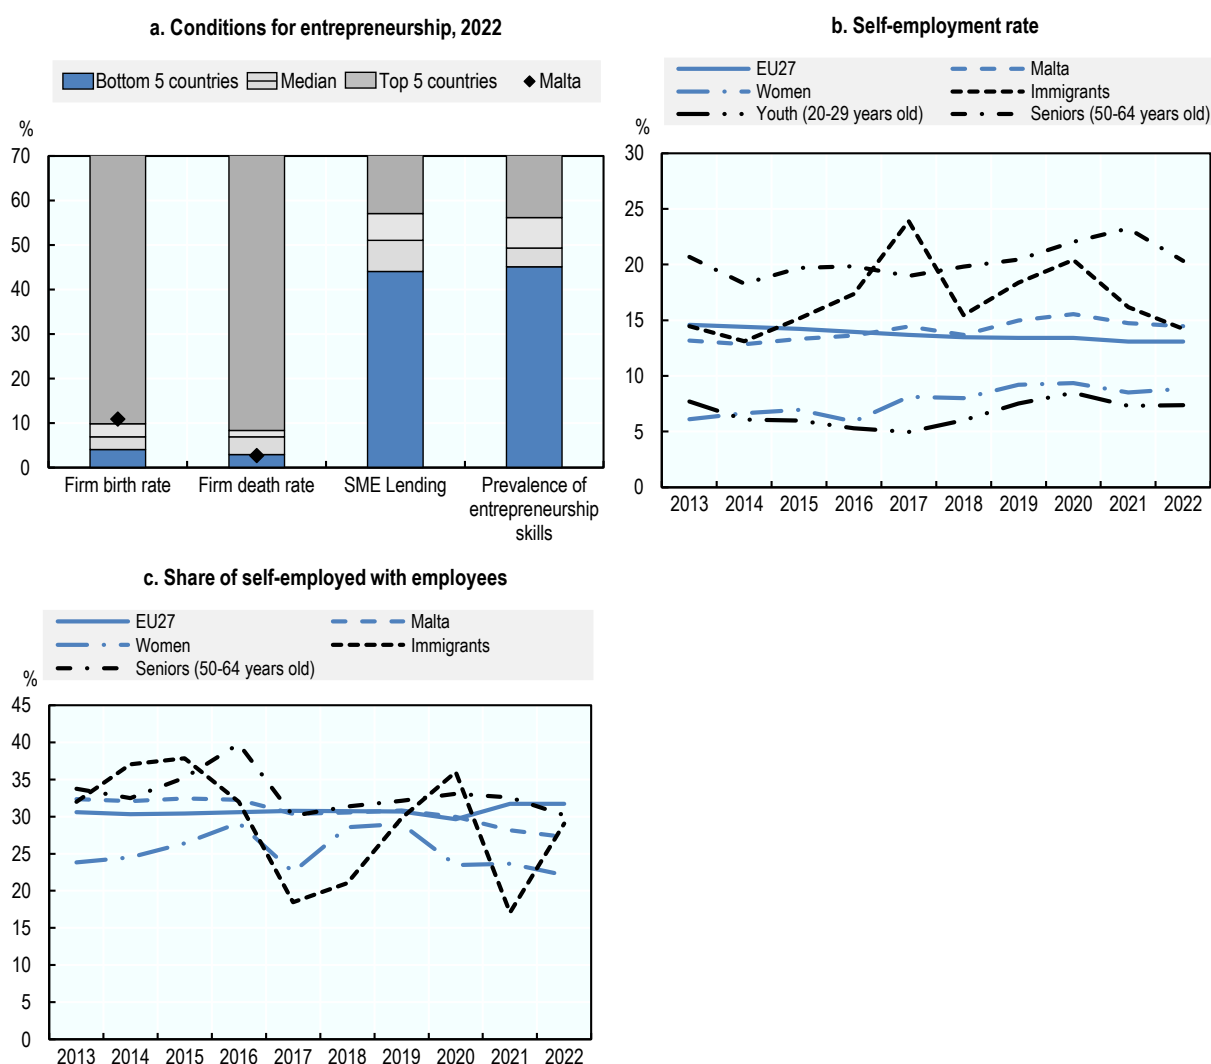 a. Conditions for entrepreneurship, 2022
Bottom 5 countries Median Top 5 countries Malta
%
70
60
50
40
30
20
10
0
Firm birth rate Firm death rate SME Lending Prevalence of
entrepreneurship
skills
b. Self-employment rate
EU27 Malta
Women Immigrants
Youth (20-29 years old) Seniors (50-64 years old)
%
30
25
20
15
10
5
0
2013 2014 2015 2016 2017 2018 2019 2020 2021 2022
c. Share of self-employed with employees
EU27 Malta
Women Immigrants
Seniors (50-64 years old)
%
45
40
35
30
25
20
15
10
5
0
2013 2014 2015 2016 2017 2018 2019 2020 2021 2022